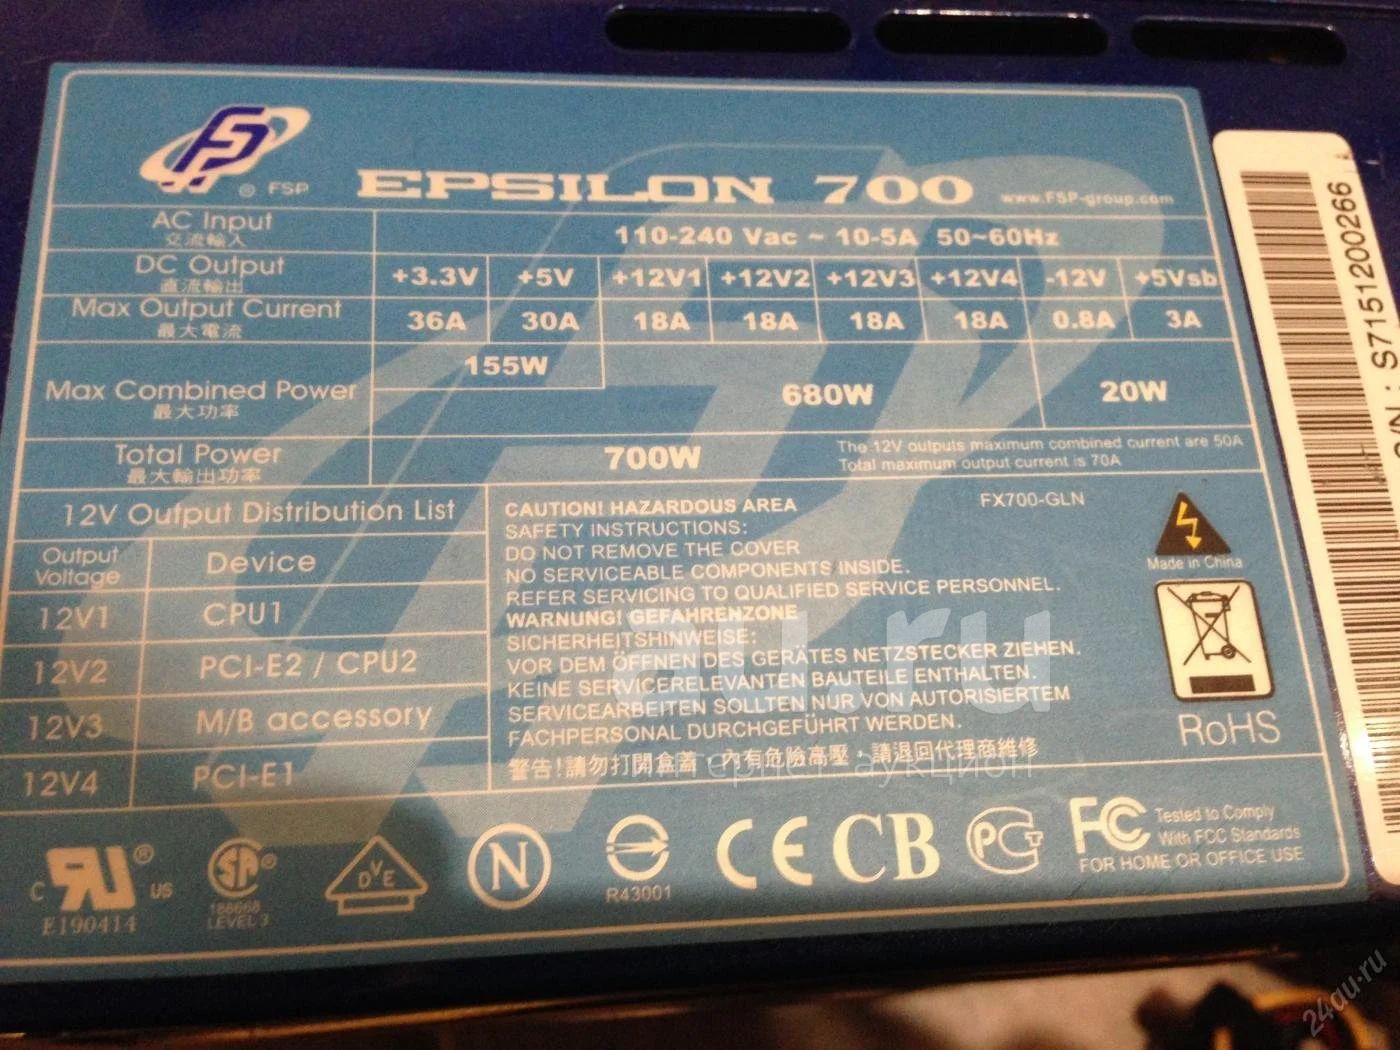 FSP ® FSP
EPSILON 700 www.FSP-group.com
AC Input 110-240 Vac ~ 10-5A 50~60Hz
交流輸入
DC Output +3.3V +5V +12V1 +12V2 +12V3 +12V4 -12V +5Vsb
直流輸出
Max Output Current 36A 30A 18A 18A 18A 18A 0.8A 3A
最大電流
155W
Max Combined Power 680W 20W
最大功率
Total Power 700W
最大輸出功率
The 12V outputs maximum combined current are 50A
Total maximum output current is 70A
12V Output Distribution List
Output Voltage Device
12V1 CPU1
12V2 PCI-E2 / CPU2
12V3 M/B accessory
12V4 PCI-E1
CAUTION! HAZARDOUS AREA
FX700-GLN
SAFETY INSTRUCTIONS:
DO NOT REMOVE THE COVER
NO SERVICEABLE COMPONENTS INSIDE.
REFER SERVICING TO QUALIFIED SERVICE PERSONNEL.
WARNUNG! GEFAHRENZONE
SICHERHEITSHINWEISE:
VOR DEM ÖFFNEN DES GERÄTES NETZSTECKER ZIEHEN.
KEINE SERVICERELEVANTEN BAUTEILE ENTHALTEN.
SERVICEARBEITEN SOLLTEN NUR VON AUTORISIERTEM
FACHPERSONAL DURCHGEFÜHRT WERDEN.
警告!請勿打開盒蓋，內有危險高壓，請退回代理商維修
Made in China
RoHS
C RU ® US
E190414
SA ®
188068
LEVEL 3
DVE
N
R43001
CE
CB
PCT
FC Tested to Comply
With FCC Standards
FOR HOME OR OFFICE USE
S/N : S7151200266
au.ru
интернет-аукцион
24au.ru